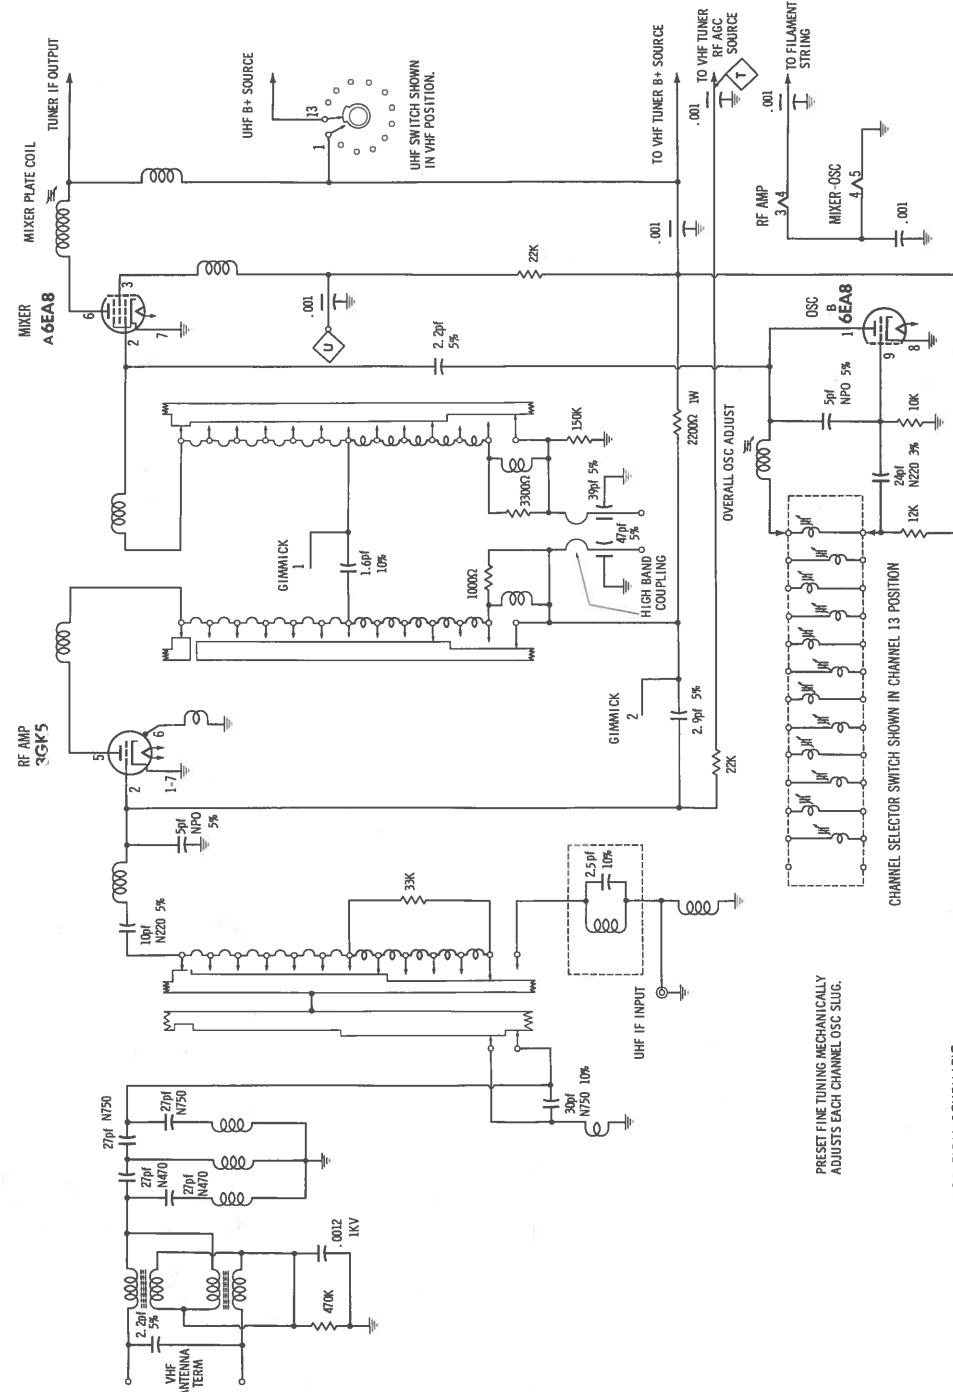 VHF
ANTENNA
TERM
2.2pf
5%
470K
.0012
1KV
27pf
N470
27pf
N470
27pf N750
27pf
N750
30pf
N750 10%
10pf
N220 5%
5pf
NPO
5%
33K
2.5pf
10%
UHF IF INPUT
RF AMP
3GK5
5
2
6
1-7
GIMMICK
1
1.6pf
10%
1000Ω
3300Ω
150K
39pf 5%
47pf
5%
HIGH BAND
COUPLING
GIMMICK
2
2.9pf 5%
22K
MIXER
A 6EA8
6
3
2
7
MIXER PLATE COIL
TUNER IF OUTPUT
.001
U
2.2pf
5%
22K
UHF B+ SOURCE
13
1
UHF SWITCH SHOWN
IN VHF POSITION.
.001
2200Ω 1W
TO VHF TUNER B+ SOURCE
TO VHF TUNER
RF AGC
SOURCE
.001
T
TO FILAMENT
STRING
.001
RF AMP
3 4
MIXER-OSC
4 5
.001
OVERALL OSC ADJUST
OSC
B
6EA8
1
9
8
5pf
NPO 5%
10K
24pf
N220 3%
12K
CHANNEL SELECTOR SWITCH SHOWN IN CHANNEL 13 POSITION
PRESET FINE TUNING MECHANICALLY
ADJUSTS EACH CHANNEL OSC SLUG.